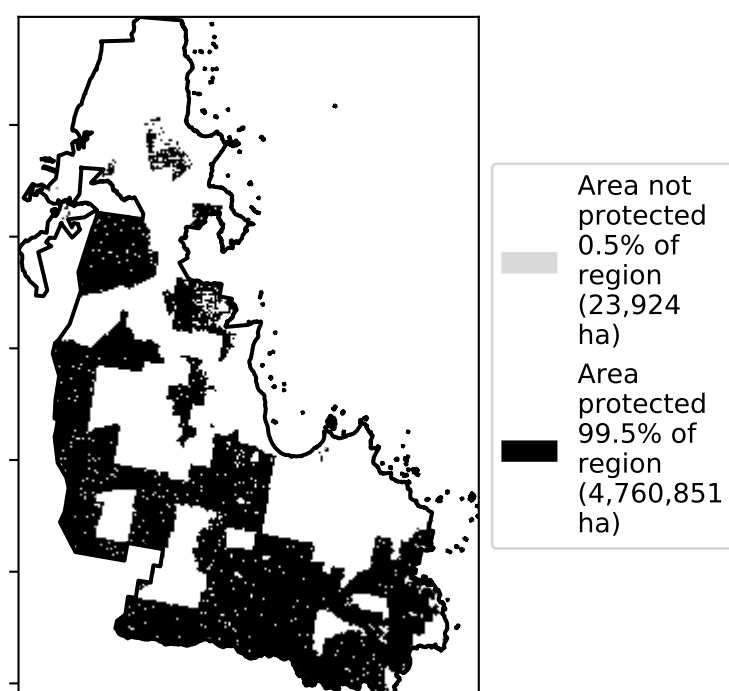 Area not
protected
0.5% of
region
(23,924
ha)
Area
protected
99.5% of
region
(4,760,851
ha)